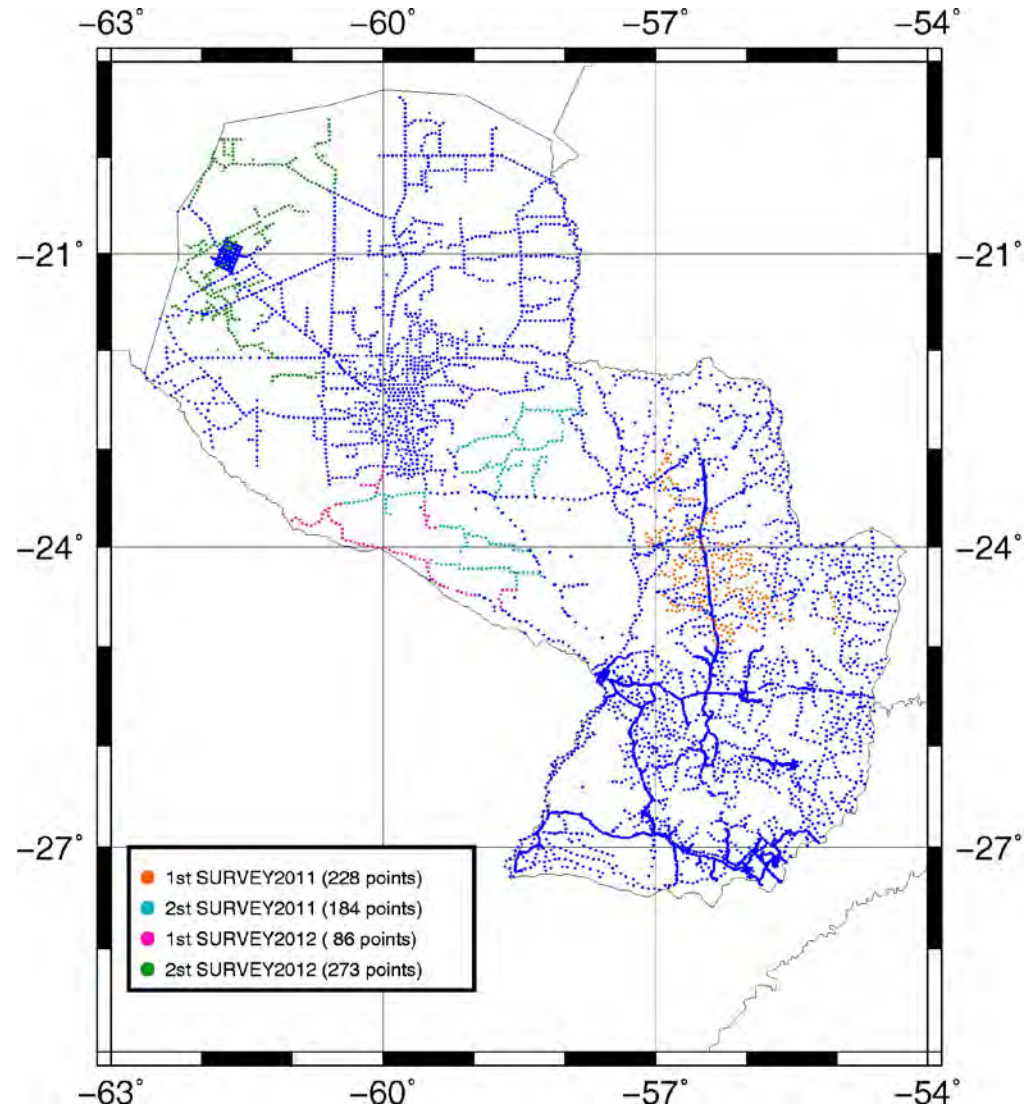 −63˚ −60˚ −57˚ −54˚
−21˚ −21˚
−24˚ −24˚
−27˚ −27˚
1st SURVEY2011 (228 points)
2st SURVEY2011 (184 points)
1st SURVEY2012 ( 86 points)
2st SURVEY2012 (273 points)
−63˚ −60˚ −57˚ −54˚